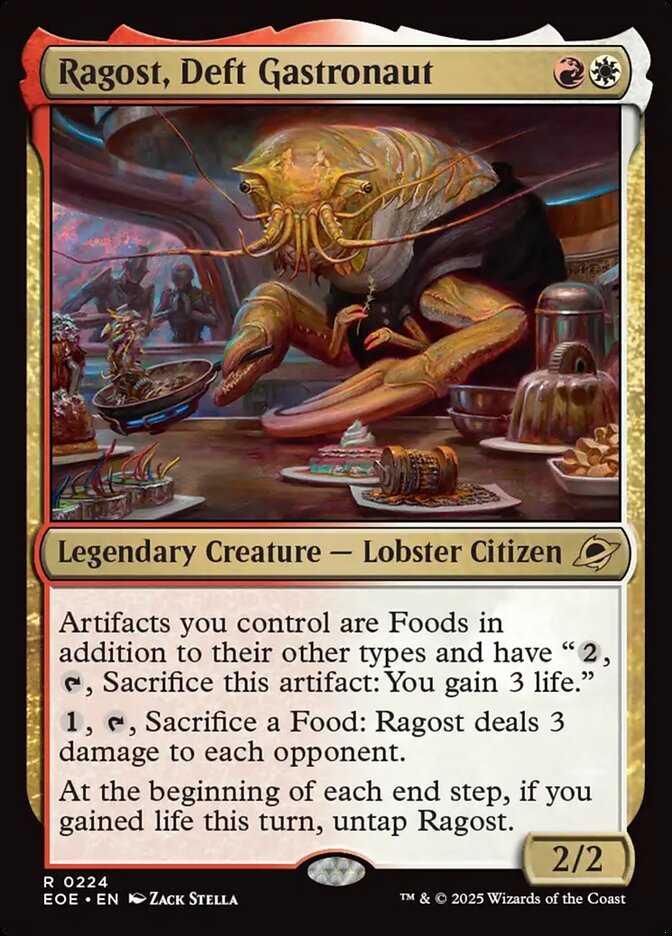 Ragost, Deft Gastronaut
Legendary Creature — Lobster Citizen
Artifacts you control are Foods in
addition to their other types and have “2,
, Sacrifice this artifact: You gain 3 life.”
1, , Sacrifice a Food: Ragost deals 3
damage to each opponent.
At the beginning of each end step, if you
gained life this turn, untap Ragost.
2/2
R 0224
EOE • EN Zack Stella
™ & © 2025 Wizards of the Coast